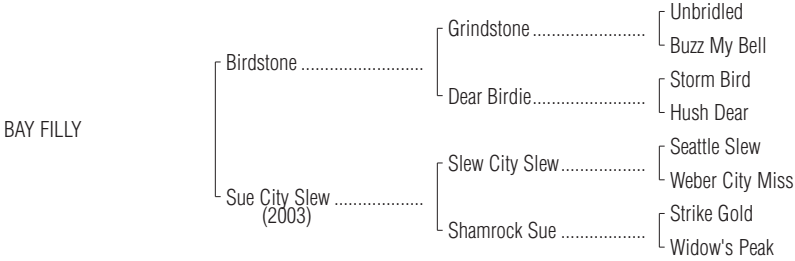 Unbridled
Grindstone........................
Buzz My Bell
Birdstone ..........................
Storm Bird
Dear Birdie........................
Hush Dear
BAY FILLY
Seattle Slew
Slew City Slew..................
Weber City Miss
Sue City Slew ...................
(2003)
Strike Gold
Shamrock Sue ..................
Widow's Peak